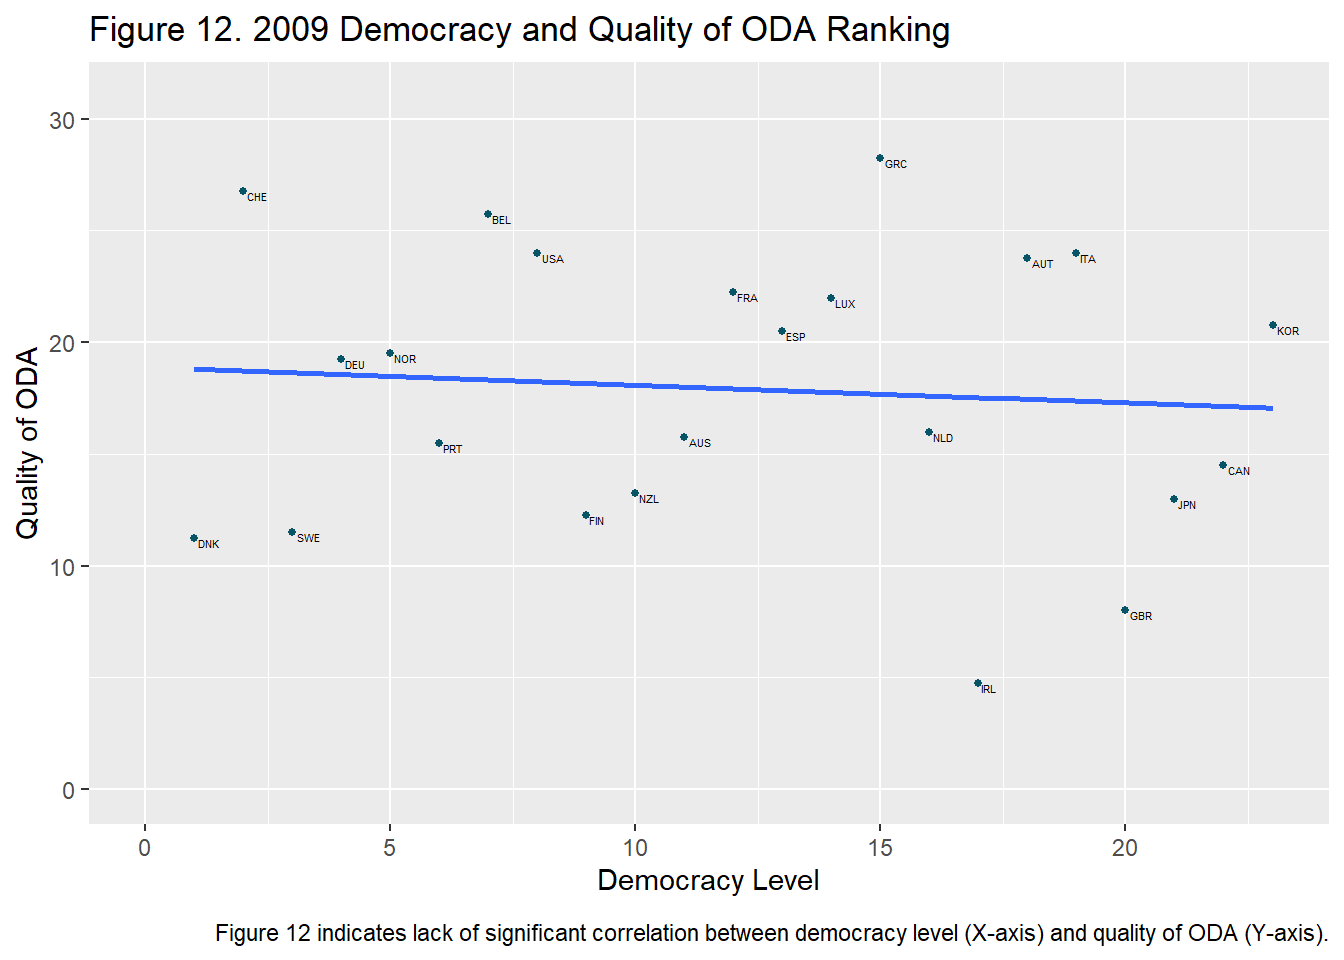 Figure 12. 2009 Democracy and Quality of ODA Ranking
30
GRC
CHE
BEL
USA
AUT
ITA
FRA
LUX
ESP
KOR
20
NOR
DEU
NLD
AUS
PRT
CAN
NZL
JPN
FIN
SWE
DNK
10
GBR
IRL
0
Quality of ODA
0 5 10 15 20
Democracy Level
Figure 12 indicates lack of significant correlation between democracy level (X-axis) and quality of ODA (Y-axis).